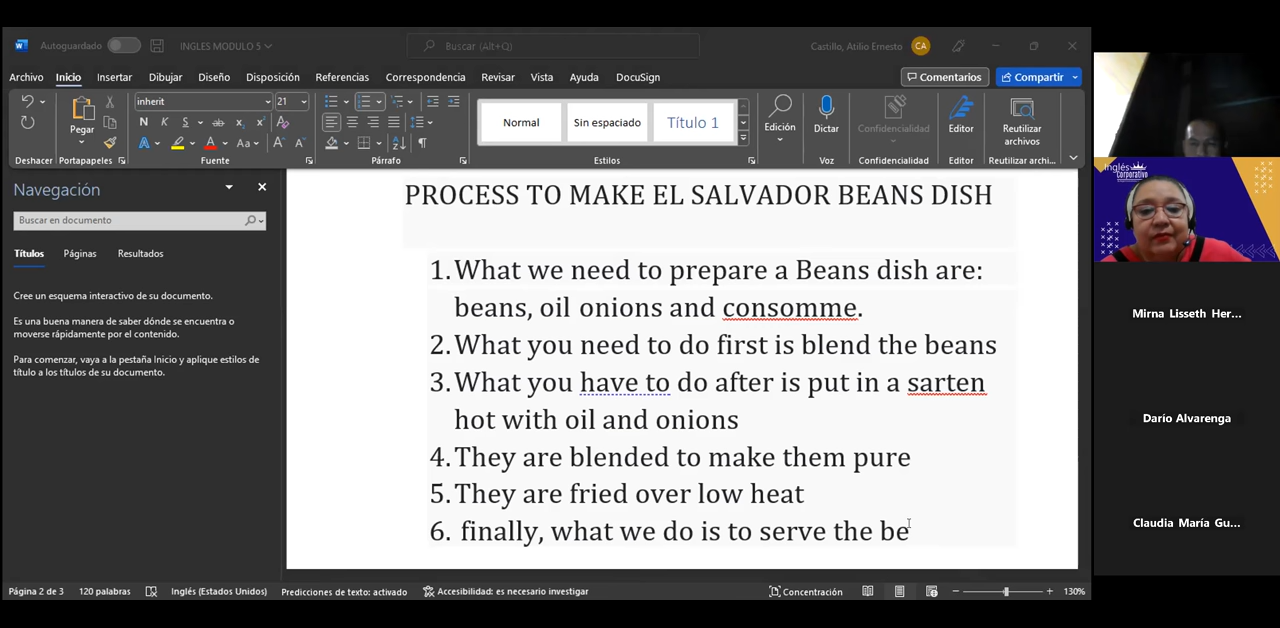 Autoguardado
INGLES MODULO 5
Buscar (Alt+Q)
Castillo, Atilio Ernesto
CA
Archivo Inicio Insertar Dibujar Diseño Disposición Referencias Correspondencia Revisar Vista Ayuda DocuSign
Comentarios
Compartir
inherit 21
Pegar
N K S ab x₂ x²
A A Aa A A
Normal
Sin espaciado
Título 1
Edición
Dictar
Confidencialidad
Editor
Reutilizar
archivos
Deshacer Portapapeles Fuente Párrafo Estilos Voz Confidencialidad Editor Reutilizar archi...
Navegación
Buscar en documento
Títulos Páginas Resultados
Cree un esquema interactivo de su documento.
Es una buena manera de saber dónde se encuentra o
moverse rápidamente por el contenido.
Para comenzar, vaya a la pestaña Inicio y aplique estilos de
título a los títulos de su documento.
PROCESS TO MAKE EL SALVADOR BEANS DISH
1. What we need to prepare a Beans dish are:
beans, oil onions and consomme.
2. What you need to do first is blend the beans
3. What you have to do after is put in a sarten
hot with oil and onions
4. They are blended to make them pure
5. They are fried over low heat
6. finally, what we do is to serve the be
Inglés
Corporativo
Mirna Lisseth Her...
Darío Alvarenga
Claudia María Gu...
Página 2 de 3 120 palabras Inglés (Estados Unidos) Predicciones de texto: activado Accesibilidad: es necesario investigar Concentración 130%